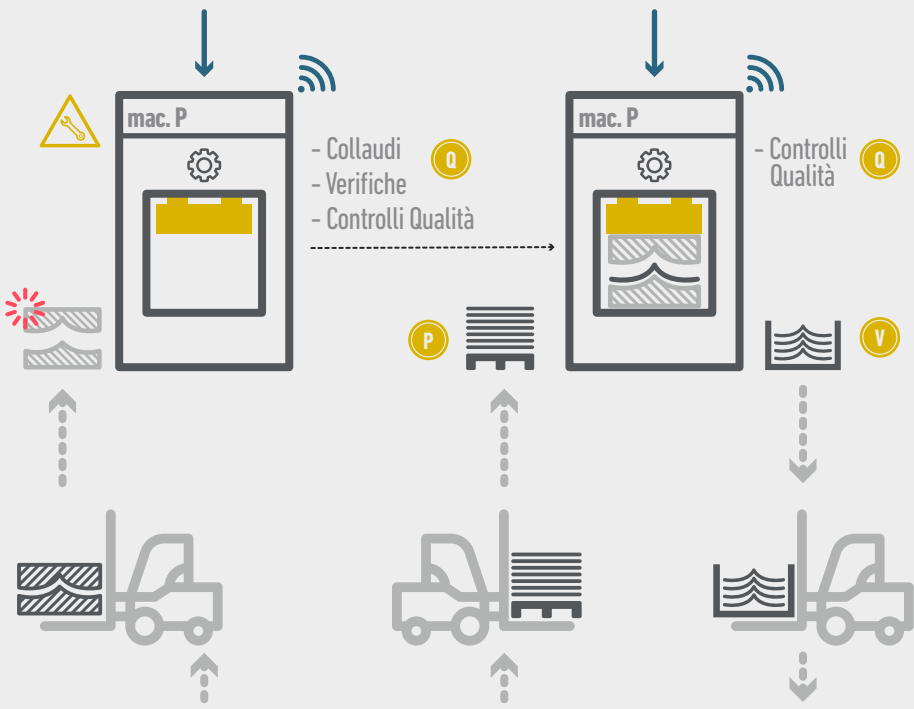 mac. P
- Collaudi
- Verifiche
- Controlli Qualità
Q
mac. P
- Controlli
Qualità
Q
P
V